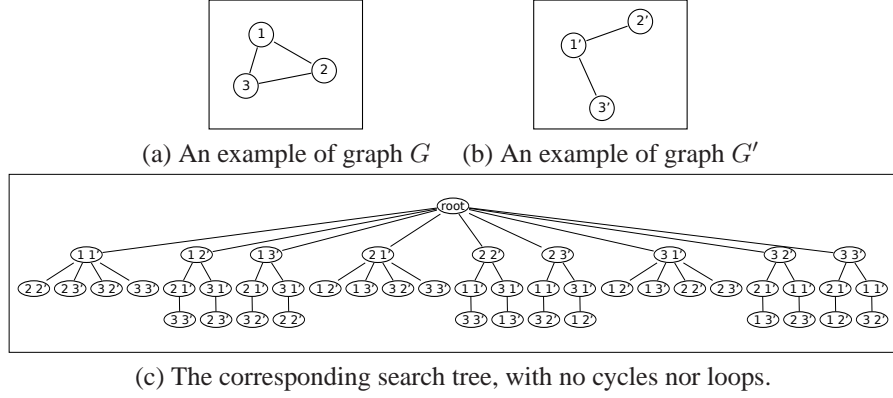 1
2
3
1'
2'
3'
(a) An example of graph G
(b) An example of graph G′
root
1 1' 1 2' 1 3' 2 1' 2 2' 2 3' 3 1' 3 2' 3 3'
2 2' 2 3' 3 2' 3 3' 2 1' 3 1' 2 1' 3 1' 1 2' 1 3' 3 2' 3 3' 1 1' 3 1' 1 1' 3 1' 1 2' 1 3' 2 2' 2 3' 2 1' 1 1' 2 1' 1 1'
3 3' 2 3' 3 2' 2 2' 3 3' 1 3' 3 2' 1 2' 1 3' 2 3' 1 2' 3 2'
(c) The corresponding search tree, with no cycles nor loops.